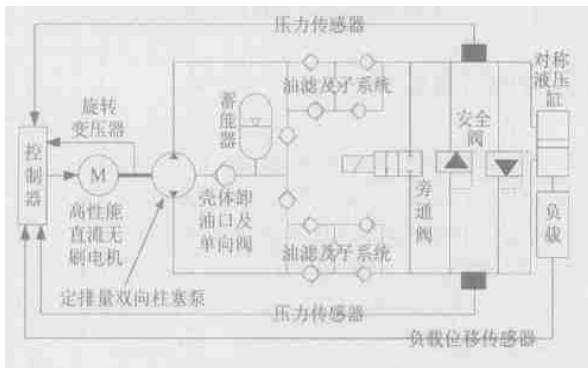 压力传感器
对称
液压
缸
油滤及子系统
蓄
能
器
旋转
变压器
安全
阀
控
制
器
M
高性能
直流无
刷电机
壳体卸
油口及
单向阀
旁
通
阀
负
载
油滤及子系统
定排量双向柱塞泵
压力传感器
负载位移传感器